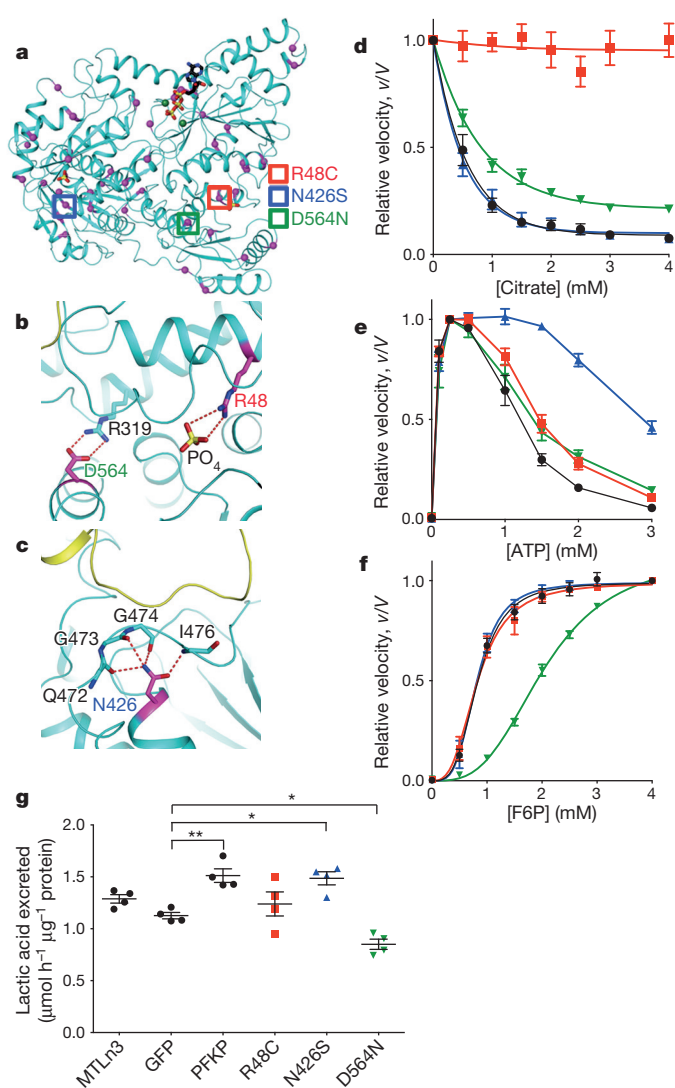 a
R48C
N426S
D564N
b
R48
R319
D564
PO4
c
G474
G473
I476
Q472
N426
d
Relative velocity, v/V
1.0
0.5
0.0
0 1 2 3 4
[Citrate] (mM)
e
Relative velocity, v/V
1.0
0.5
0.0
0 1 2 3
[ATP] (mM)
f
Relative velocity, v/V
1.0
0.5
0.0
0 1 2 3 4
[F6P] (mM)
g
Lactic acid excreted
(μmol h⁻¹ μg⁻¹ protein)
2.0
1.5
1.0
0.5
0.0
*
*
**
MTLn3 GFP PFKP R48C N426S D564N